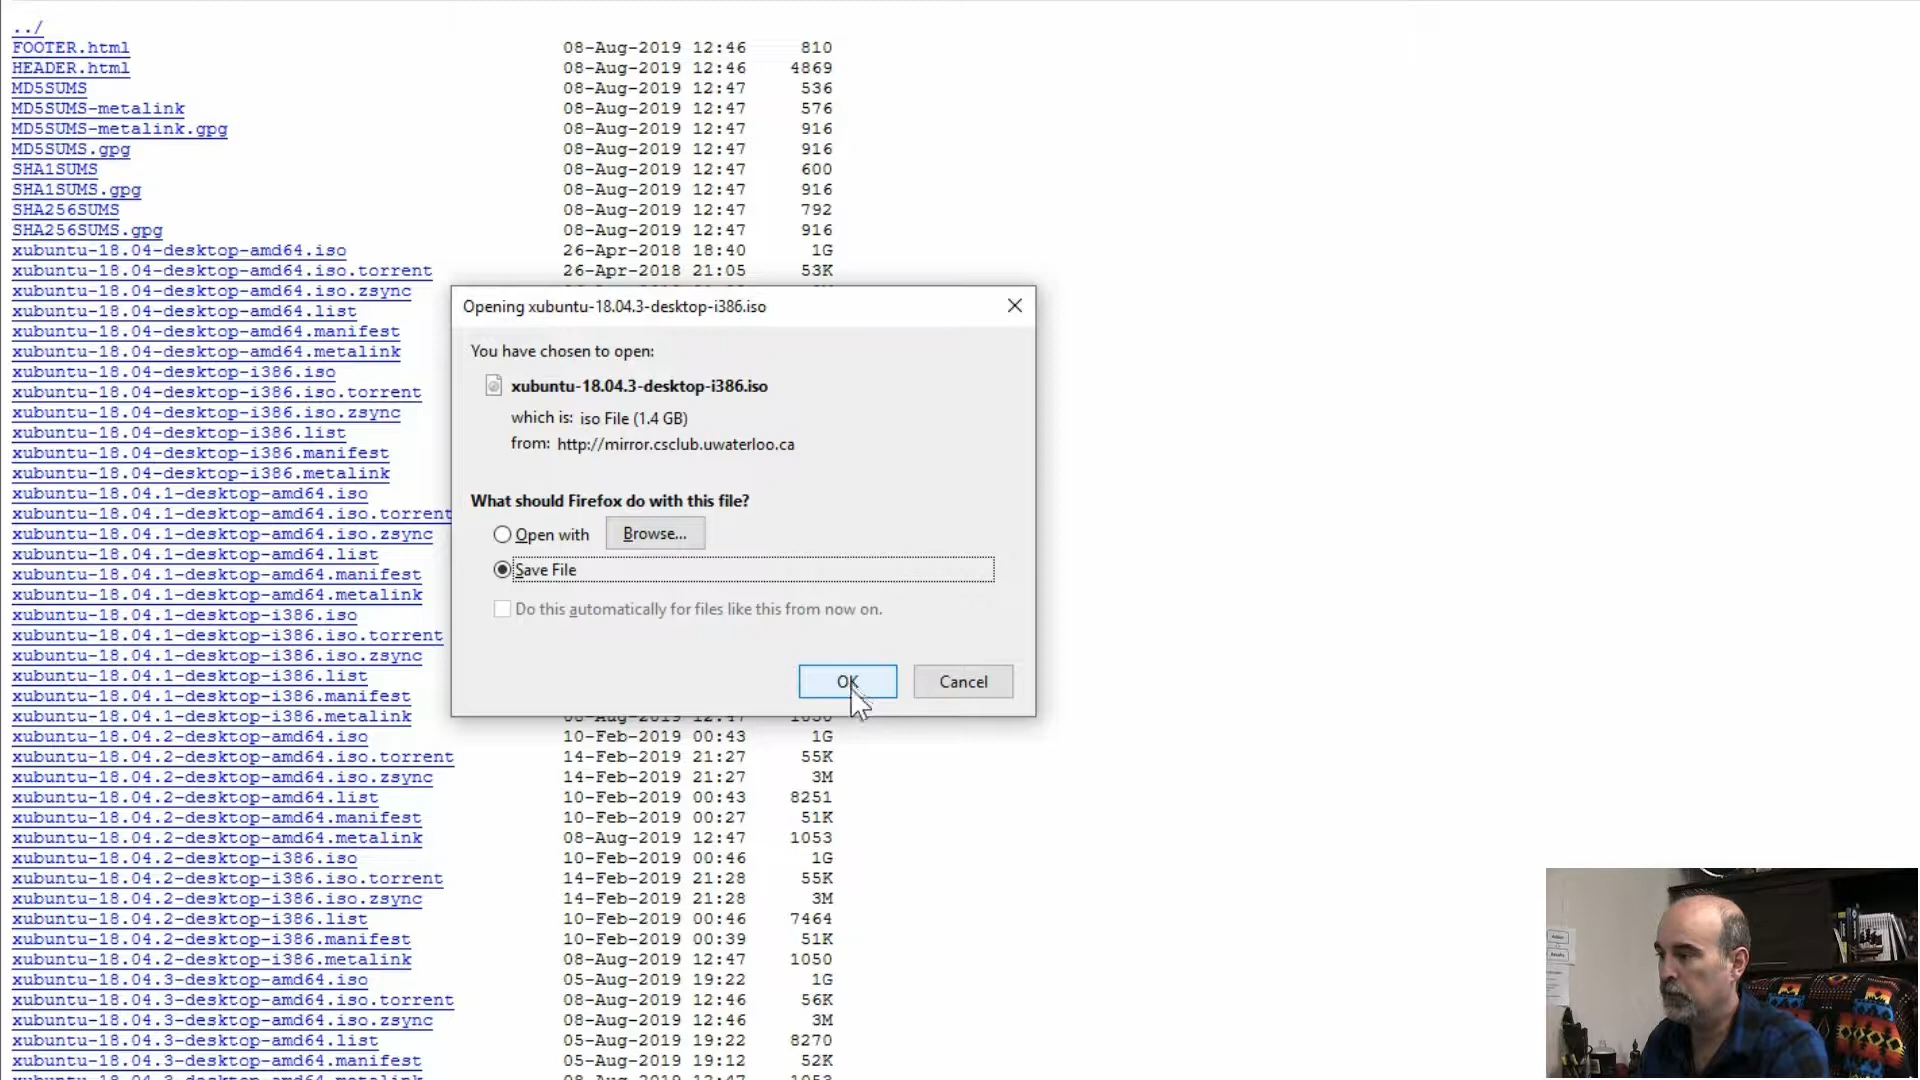 ../
FOOTER.html 08-Aug-2019 12:46 810
HEADER.html 08-Aug-2019 12:46 4869
MD5SUMS 08-Aug-2019 12:47 536
MD5SUMS-metalink 08-Aug-2019 12:47 576
MD5SUMS-metalink.gpg 08-Aug-2019 12:47 916
MD5SUMS.gpg 08-Aug-2019 12:47 916
SHA1SUMS 08-Aug-2019 12:47 600
SHA1SUMS.gpg 08-Aug-2019 12:47 916
SHA256SUMS 08-Aug-2019 12:47 792
SHA256SUMS.gpg 08-Aug-2019 12:47 916
xubuntu-18.04-desktop-amd64.iso 26-Apr-2018 18:40 1G
xubuntu-18.04-desktop-amd64.iso.torrent 26-Apr-2018 21:05 53K
xubuntu-18.04-desktop-amd64.iso.zsync
xubuntu-18.04-desktop-amd64.list
xubuntu-18.04-desktop-amd64.manifest
xubuntu-18.04-desktop-amd64.metalink
xubuntu-18.04-desktop-i386.iso
xubuntu-18.04-desktop-i386.iso.torrent
xubuntu-18.04-desktop-i386.iso.zsync
xubuntu-18.04-desktop-i386.list
xubuntu-18.04-desktop-i386.manifest
xubuntu-18.04-desktop-i386.metalink
xubuntu-18.04.1-desktop-amd64.iso
xubuntu-18.04.1-desktop-amd64.iso.torrent
xubuntu-18.04.1-desktop-amd64.iso.zsync
xubuntu-18.04.1-desktop-amd64.list
xubuntu-18.04.1-desktop-amd64.manifest
xubuntu-18.04.1-desktop-amd64.metalink
xubuntu-18.04.1-desktop-i386.iso
xubuntu-18.04.1-desktop-i386.iso.torrent
xubuntu-18.04.1-desktop-i386.iso.zsync
xubuntu-18.04.1-desktop-i386.list
xubuntu-18.04.1-desktop-i386.manifest
xubuntu-18.04.1-desktop-i386.metalink 08-Aug-2019 12:47 1050
xubuntu-18.04.2-desktop-amd64.iso 10-Feb-2019 00:43 1G
xubuntu-18.04.2-desktop-amd64.iso.torrent 14-Feb-2019 21:27 55K
xubuntu-18.04.2-desktop-amd64.iso.zsync 14-Feb-2019 21:27 3M
xubuntu-18.04.2-desktop-amd64.list 10-Feb-2019 00:43 8251
xubuntu-18.04.2-desktop-amd64.manifest 10-Feb-2019 00:27 51K
xubuntu-18.04.2-desktop-amd64.metalink 08-Aug-2019 12:47 1053
xubuntu-18.04.2-desktop-i386.iso 10-Feb-2019 00:46 1G
xubuntu-18.04.2-desktop-i386.iso.torrent 14-Feb-2019 21:28 55K
xubuntu-18.04.2-desktop-i386.iso.zsync 14-Feb-2019 21:28 3M
xubuntu-18.04.2-desktop-i386.list 10-Feb-2019 00:46 7464
xubuntu-18.04.2-desktop-i386.manifest 10-Feb-2019 00:39 51K
xubuntu-18.04.2-desktop-i386.metalink 08-Aug-2019 12:47 1050
xubuntu-18.04.3-desktop-amd64.iso 05-Aug-2019 19:22 1G
xubuntu-18.04.3-desktop-amd64.iso.torrent 08-Aug-2019 12:46 56K
xubuntu-18.04.3-desktop-amd64.iso.zsync 08-Aug-2019 12:46 3M
xubuntu-18.04.3-desktop-amd64.list 05-Aug-2019 19:22 8270
xubuntu-18.04.3-desktop-amd64.manifest 05-Aug-2019 19:12 52K
xubuntu-18.04.3-desktop-amd64.metalink 08-Aug-2019 12:47 1053
Opening xubuntu-18.04.3-desktop-i386.iso
You have chosen to open:
xubuntu-18.04.3-desktop-i386.iso
which is: iso File (1.4 GB)
from: http://mirror.csclub.uwaterloo.ca
What should Firefox do with this file?
Open with Browse...
Save File
Do this automatically for files like this from now on.
OK Cancel